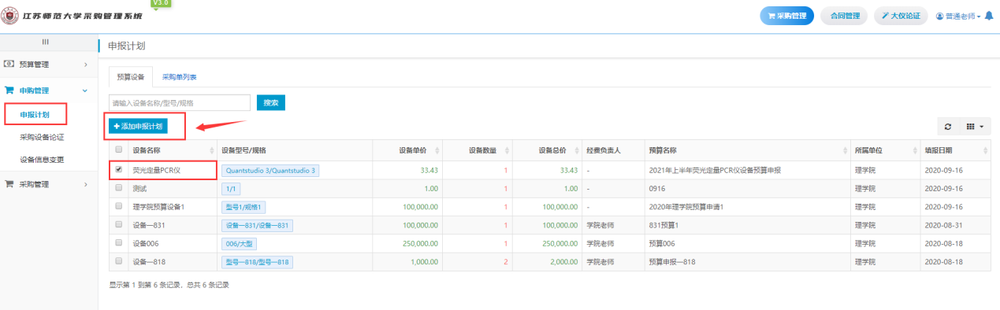 V3.0
江苏师范大学采购管理系统
采购管理 合同管理 大仪论证 普通老师
申报计划
预算管理
预算设备 采购单列表
申购管理
请输入设备名称/型号/规格 搜索
申报计划
+添加申报计划
采购设备论证
设备名称 设备型号/规格 设备单价 设备数量 设备总价 经费负责人 预算名称 所属单位 填报日期
设备信息变更
荧光定量PCR仪 Quantstudio 3/Quantstudio 3 33.43 1 33.43 - 2021年上半年荧光定量PCR仪设备预算申报 理学院 2020-09-16
采购管理
测试 1/1 1.00 1 1.00 - 0916 理学院 2020-09-16
理学院预算设备1 型号1/规格1 100,000.00 1 100,000.00 - 2020年理学院预算申请1 理学院 2020-09-16
设备—831 设备—831/设备—831 100,000.00 1 100,000.00 学院老师 831预算1 理学院 2020-08-31
设备006 006/大型 250,000.00 1 250,000.00 学院老师 预算006 理学院 2020-08-18
设备—818 型号—818/型号—818 1,000.00 2 2,000.00 学院老师 预算申报—818 理学院 2020-08-18
显示第 1 到第 6 条记录，总共 6 条记录